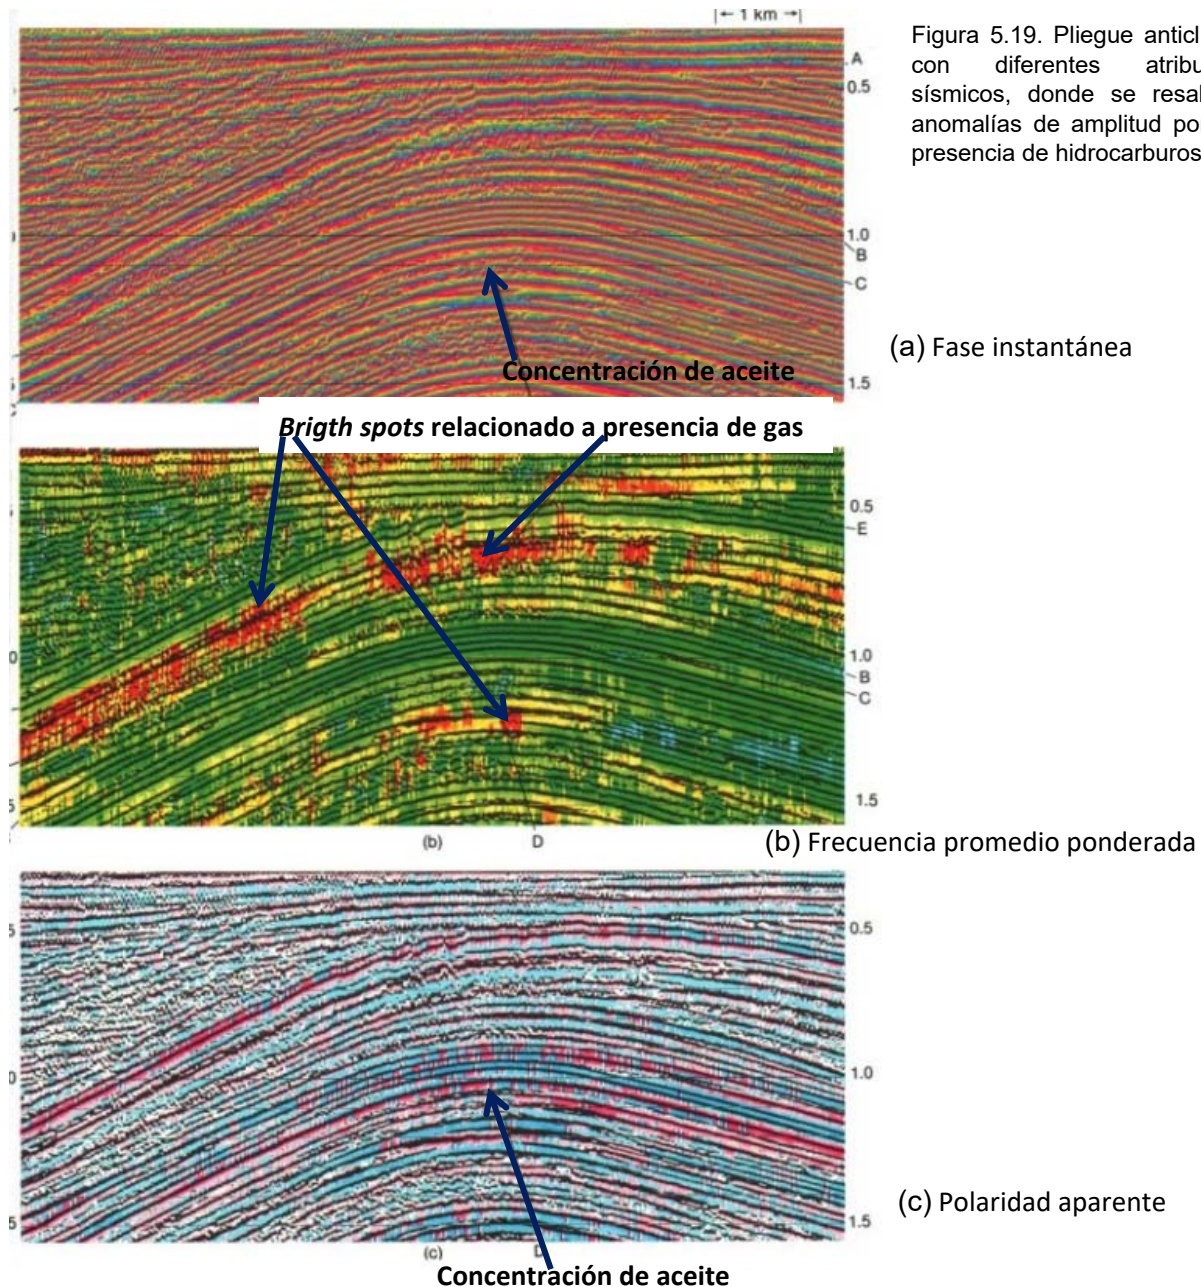 |← 1 km →|
Figura 5.19. Pliegue anticl
con diferentes atribu
sísmicos, donde se resal
anomalías de amplitud po
presencia de hidrocarburos
A
0.5
1.0
B
C
1.5
Concentración de aceite
(a) Fase instantánea
Brigth spots relacionado a presencia de gas
0.5
E
1.0
B
C
1.5
(b)
D
(b) Frecuencia promedio ponderada
0.5
1.0
1.5
(c)
D
(c) Polaridad aparente
Concentración de aceite